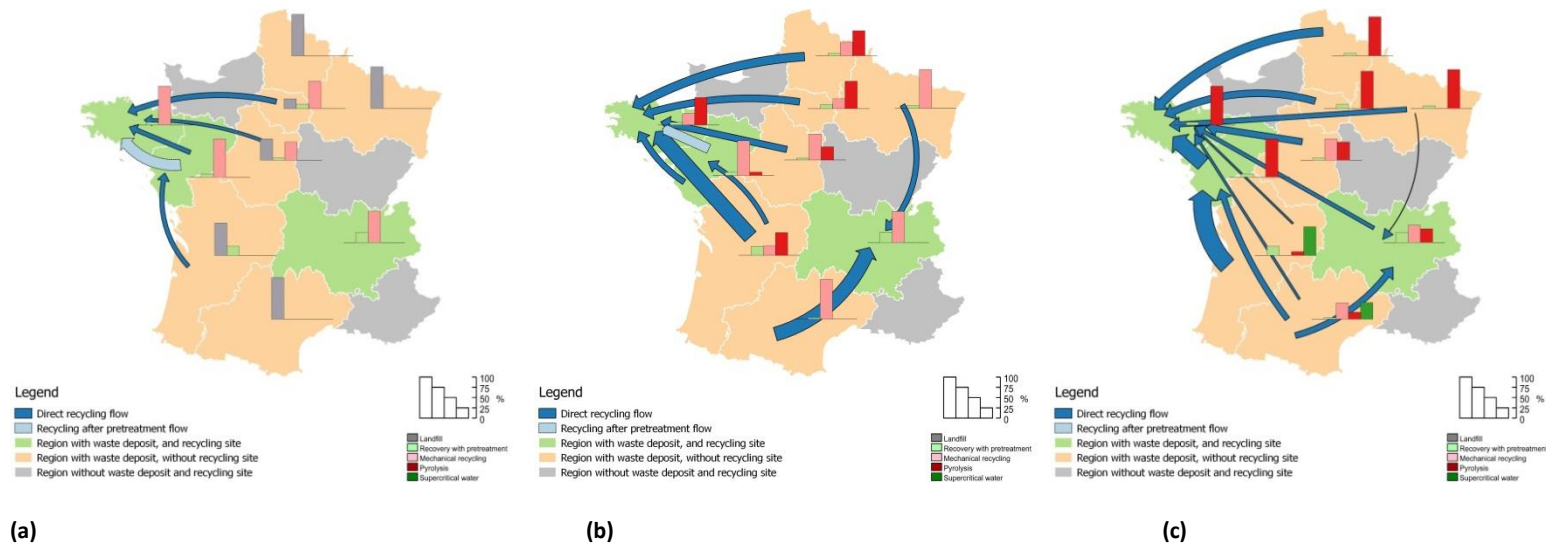 Legend
Direct recycling flow
Recycling after pretreatment flow
Region with waste deposit, and recycling site
Region with waste deposit, without recycling site
Region without waste deposit and recycling site
100
75
50
25
0
%
Landfill
Recovery with pretreatment
Mechanical recycling
Pyrolysis
Supercritical water
(a)
Legend
Direct recycling flow
Recycling after pretreatment flow
Region with waste deposit, and recycling site
Region with waste deposit, without recycling site
Region without waste deposit and recycling site
100
75
50
25
0
%
Landfill
Recovery with pretreatment
Mechanical recycling
Pyrolysis
Supercritical water
(b)
Legend
Direct recycling flow
Recycling after pretreatment flow
Region with waste deposit, and recycling site
Region with waste deposit, without recycling site
Region without waste deposit and recycling site
100
75
50
25
0
%
Landfill
Recovery with pretreatment
Mechanical recycling
Pyrolysis
Supercritical water
(c)